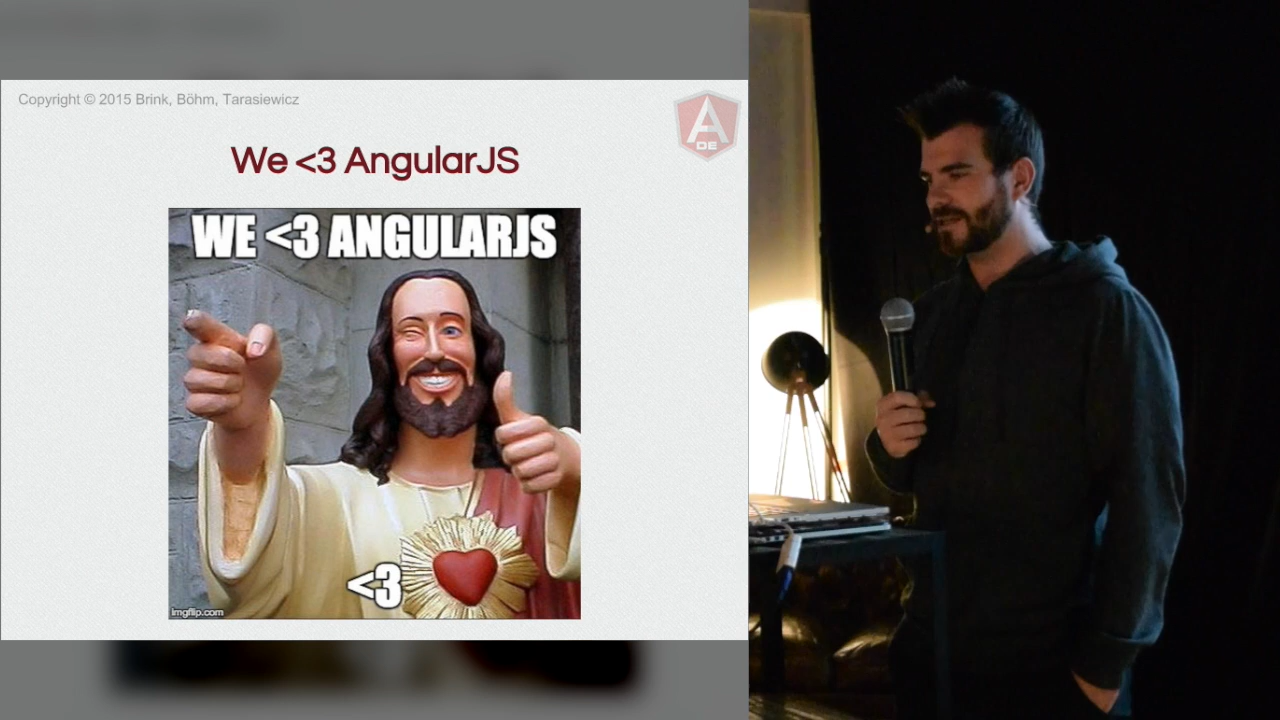 Copyright © 2015 Brink, Böhm, Tarasiewicz
A
DE
We <3 AngularJS
WE <3 ANGULARJS
<3
imgflip.com